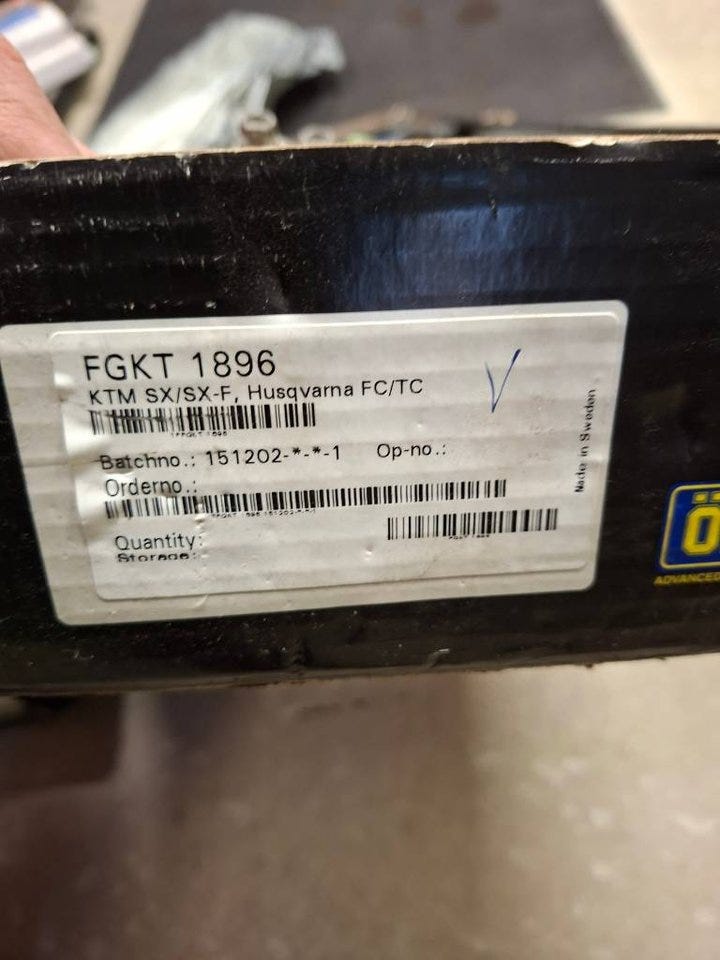 FGKT 1896
KTM SX/SX-F, Husqvarna FC/TC
Batchno.: 151202-*-*-1 Op-no.:
Orderno.:
Quantity:
Storage:
Made in Sweden
Ö
ADVANCED